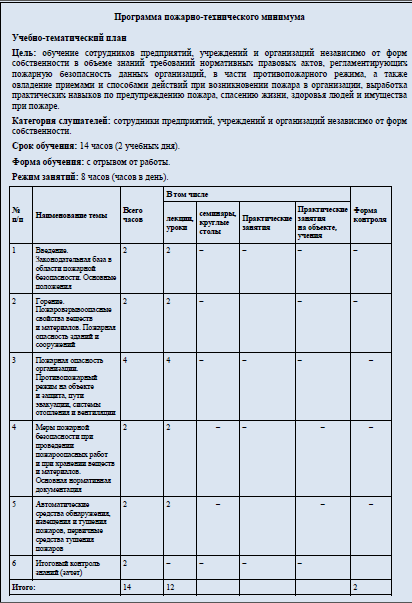 Программа пожарно-технического минимума
Учебно-тематический план
Цель: обучение сотрудников предприятий, учреждений и организаций независимо от форм
собственности в объеме знаний требований нормативных правовых актов, регламентирующих
пожарную безопасность данных организаций, в части противопожарного режима, а также
овладение приемами и способами действий при возникновении пожара в организации, выработка
практических навыков по предупреждению пожара, спасению жизни, здоровья людей и имущества
при пожаре.
Категория слушателей: сотрудники предприятий, учреждений и организаций независимо от форм
собственности.
Срок обучения: 14 часов (2 учебных дня).
Форма обучения: с отрывом от работы.
Режим занятий: 8 часов (часов в день).
№
п/п
Наименование темы
Всего
часов
В том числе
лекции,
уроки
семинары,
круглые
столы
Практические
занятия
Практические
занятия
на объекте,
учения
Форма
контроля
1 Введение. 2 2 – – – –
Законодательная база в
области пожарной
безопасности. Основные
положения
2 Горение. 2 2 – – – –
Пожаровзрывоопасные
свойства веществ
и материалов. Пожарная
опасность зданий и
сооружений
3 Пожарная опасность 4 4 – – – –
организации.
Противопожарный
режим на объекте
и защита, пути
эвакуации, системы
отопления и вентиляции
4 Меры пожарной 2 2 – – – –
безопасности при
проведении
пожароопасных работ
и при хранении веществ
и материалов.
Основная нормативная
документация
5 Автоматические 2 2 – – – –
средства обнаружения,
извещения и тушения
пожаров, первичные
средства тушения
пожаров
6 Итоговый контроль 2 – – – –
знаний (зачет)
Итого: 14 12 2